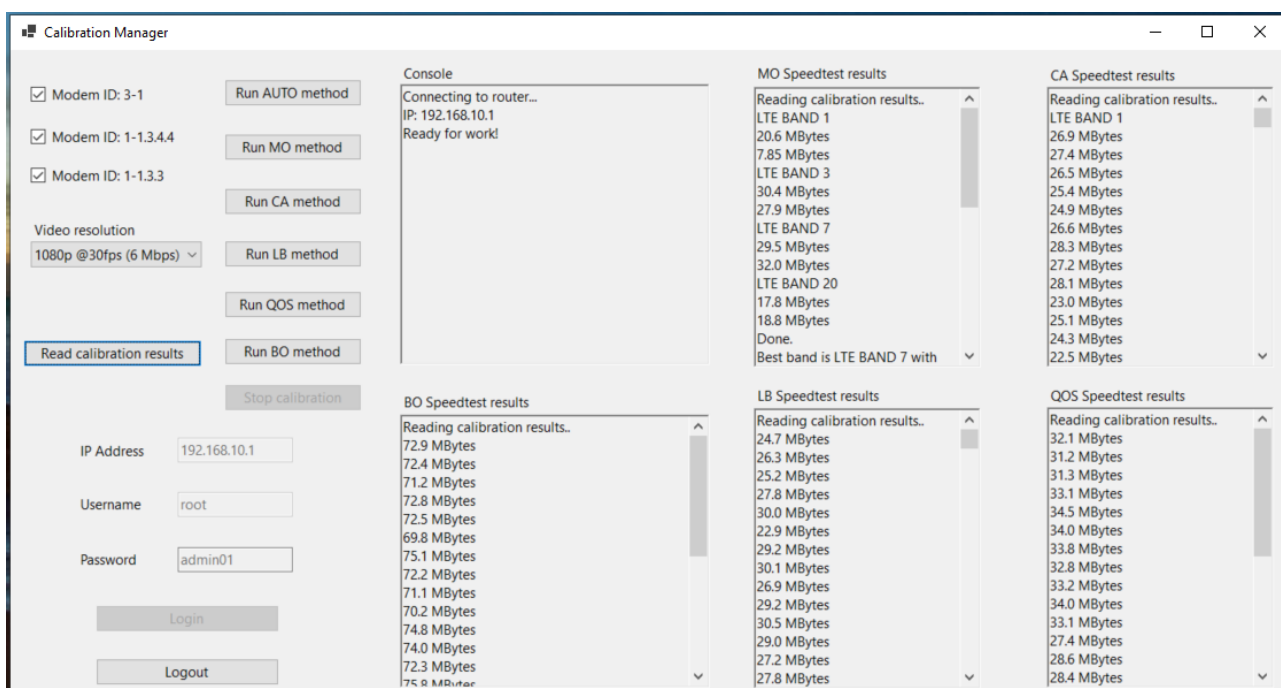 Calibration Manager
Modem ID: 3-1
Modem ID: 1-1.3.4.4
Modem ID: 1-1.3.3
Video resolution
1080p @30fps (6 Mbps)
Read calibration results
Run AUTO method
Run MO method
Run CA method
Run LB method
Run QOS method
Run BO method
Stop calibration
IP Address
192.168.10.1
Username
root
Password
admin01
Login
Logout
Console
Connecting to router...
IP: 192.168.10.1
Ready for work!
MO Speedtest results
Reading calibration results..
LTE BAND 1
20.6 MBytes
7.85 MBytes
LTE BAND 3
30.4 MBytes
27.9 MBytes
LTE BAND 7
29.5 MBytes
32.0 MBytes
LTE BAND 20
17.8 MBytes
18.8 MBytes
Done.
Best band is LTE BAND 7 with
CA Speedtest results
Reading calibration results..
LTE BAND 1
26.9 MBytes
27.4 MBytes
26.5 MBytes
25.4 MBytes
24.9 MBytes
26.6 MBytes
28.3 MBytes
27.2 MBytes
28.1 MBytes
23.0 MBytes
25.1 MBytes
24.3 MBytes
22.5 MBytes
BO Speedtest results
Reading calibration results..
72.9 MBytes
72.4 MBytes
71.2 MBytes
72.8 MBytes
72.5 MBytes
69.8 MBytes
75.1 MBytes
72.2 MBytes
71.1 MBytes
70.2 MBytes
74.8 MBytes
74.0 MBytes
72.3 MBytes
75.8 MBytes
LB Speedtest results
Reading calibration results..
24.7 MBytes
26.3 MBytes
25.2 MBytes
27.8 MBytes
30.0 MBytes
22.9 MBytes
29.2 MBytes
30.1 MBytes
26.9 MBytes
29.2 MBytes
30.5 MBytes
29.0 MBytes
27.2 MBytes
27.8 MBytes
QOS Speedtest results
Reading calibration results..
32.1 MBytes
31.2 MBytes
31.3 MBytes
33.1 MBytes
34.5 MBytes
34.0 MBytes
33.8 MBytes
32.8 MBytes
33.2 MBytes
34.0 MBytes
33.1 MBytes
27.4 MBytes
28.6 MBytes
28.4 MBytes